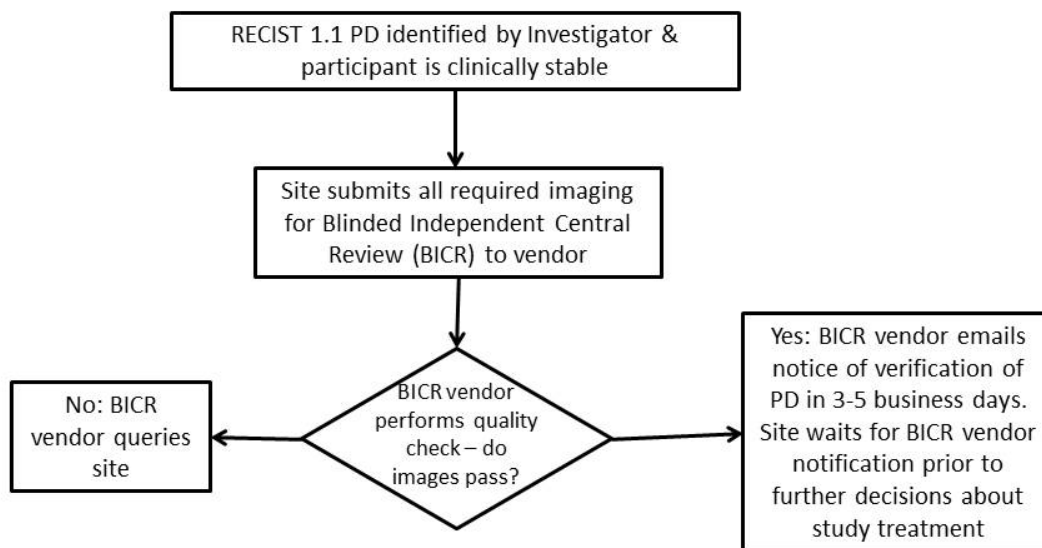 RECIST 1.1 PD identified by Investigator &
participant is clinically stable
Site submits all required imaging
for Blinded Independent Central
Review (BICR) to vendor
BICR vendor
performs quality
check – do
images pass?
No: BICR
vendor queries
site
Yes: BICR vendor emails
notice of verification of
PD in 3-5 business days.
Site waits for BICR vendor
notification prior to
further decisions about
study treatment